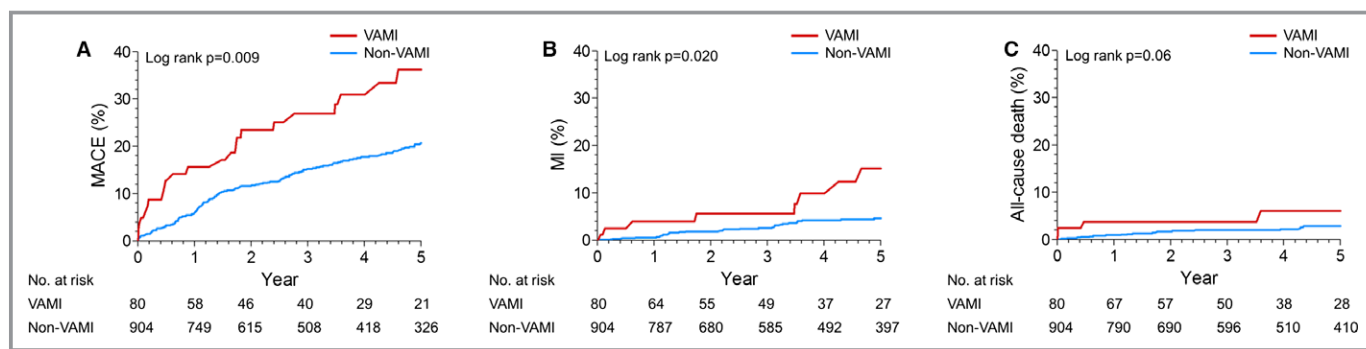 A
Log rank p=0.009
VAMI
Non-VAMI
MACE (%)
40
30
20
10
0
0 1 2 3 4 5
Year
No. at risk
VAMI 80 58 46 40 29 21
Non-VAMI 904 749 615 508 418 326
B
Log rank p=0.020
VAMI
Non-VAMI
MI (%)
40
30
20
10
0
0 1 2 3 4 5
Year
No. at risk
VAMI 80 64 55 49 37 27
Non-VAMI 904 787 680 585 492 397
C
Log rank p=0.06
VAMI
Non-VAMI
All-cause death (%)
40
30
20
10
0
0 1 2 3 4 5
Year
No. at risk
VAMI 80 67 57 50 38 28
Non-VAMI 904 790 690 596 510 410